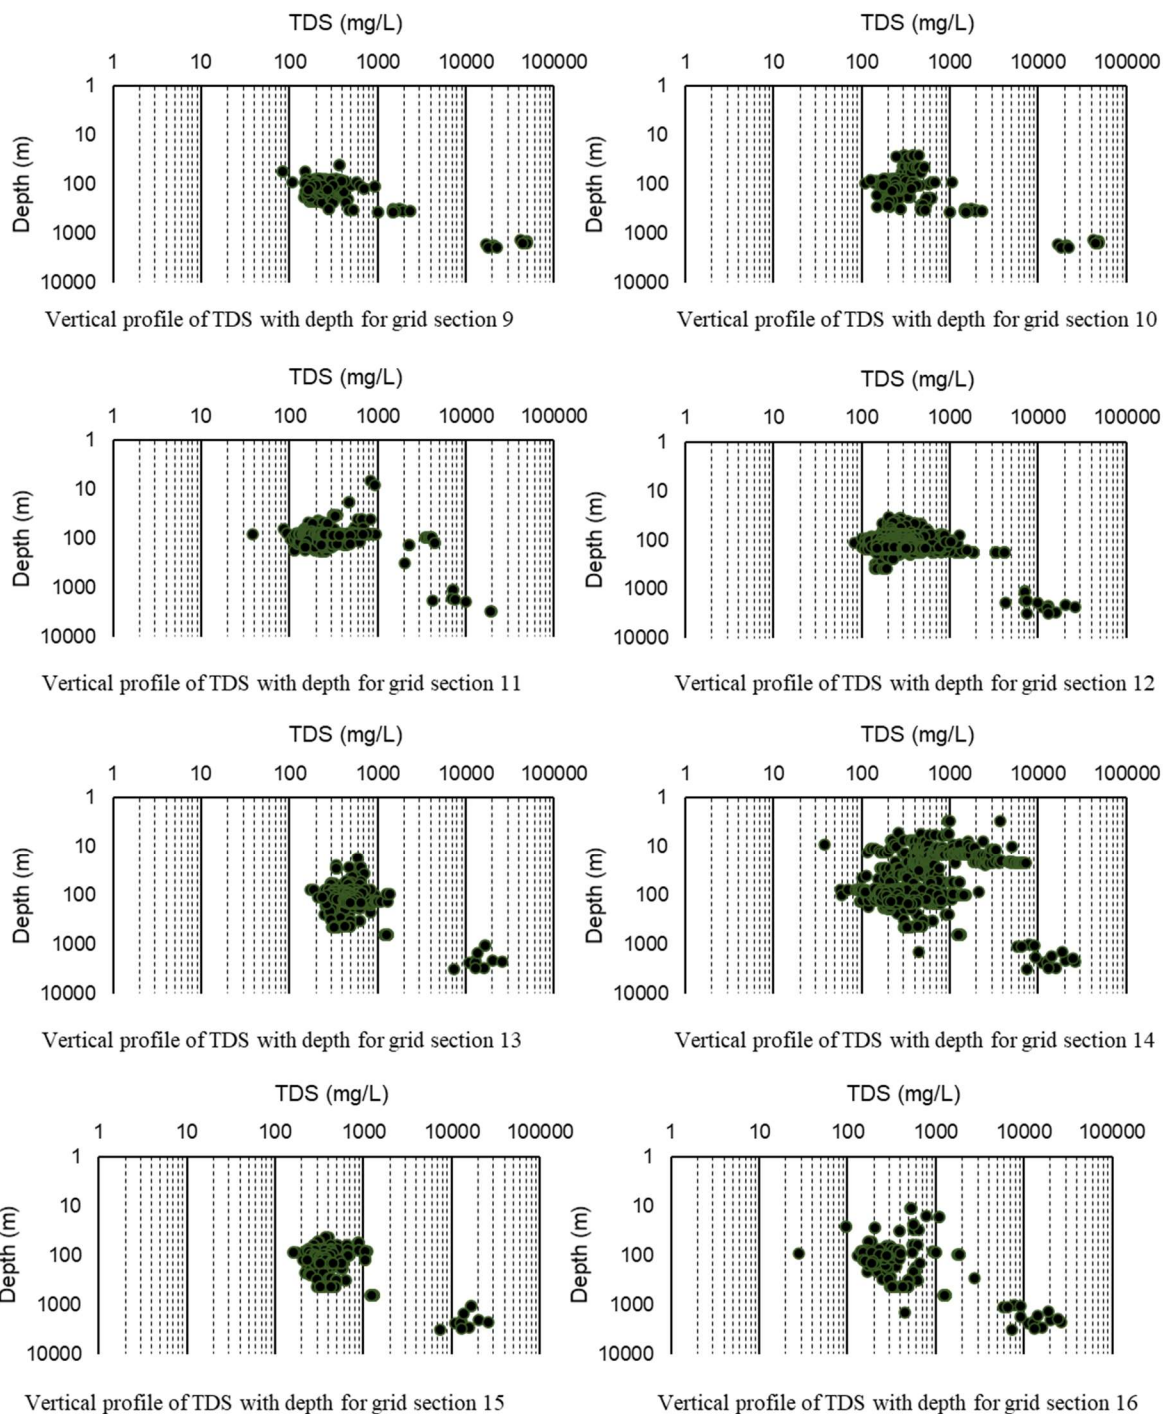 TDS (mg/L)
1 10 100 1000 10000 100000
Depth (m)
1
10
100
1000
10000
Vertical profile of TDS with depth for grid section 9
TDS (mg/L)
1 10 100 1000 10000 100000
Depth (m)
1
10
100
1000
10000
Vertical profile of TDS with depth for grid section 10
TDS (mg/L)
1 10 100 1000 10000 100000
Depth (m)
1
10
100
1000
10000
Vertical profile of TDS with depth for grid section 11
TDS (mg/L)
1 10 100 1000 10000 100000
Depth (m)
1
10
100
1000
10000
Vertical profile of TDS with depth for grid section 12
TDS (mg/L)
1 10 100 1000 10000 100000
Depth (m)
1
10
100
1000
10000
Vertical profile of TDS with depth for grid section 13
TDS (mg/L)
1 10 100 1000 10000 100000
Depth (m)
1
10
100
1000
10000
Vertical profile of TDS with depth for grid section 14
TDS (mg/L)
1 10 100 1000 10000 100000
Depth (m)
1
10
100
1000
10000
Vertical profile of TDS with depth for grid section 15
TDS (mg/L)
1 10 100 1000 10000 100000
Depth (m)
1
10
100
1000
10000
Vertical profile of TDS with depth for grid section 16